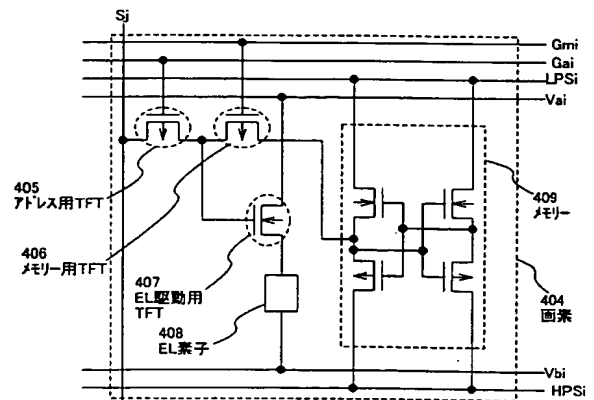 Sj
Gmi
Gai
LPSi
Vai
405
アドレス用TFT
406
メモリー用TFT
407
EL駆動用
TFT
408
EL素子
409
メモリー
404
画素
Vbi
HPSi